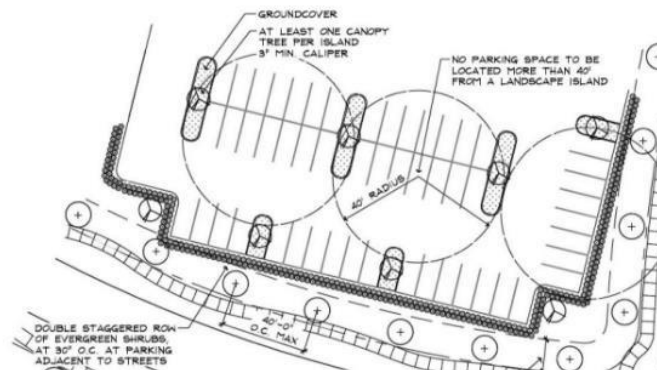 GROUNDCOVER
AT LEAST ONE CANOPY
TREE PER ISLAND
3" MIN. CALIPER
NO PARKING SPACE TO BE
LOCATED MORE THAN 40'
FROM A LANDSCAPE ISLAND
40' RADIUS
40'-0"
O.C. MAX
DOUBLE STAGGERED ROW
OF EVERGREEN SHRUBS,
AT 30" O.C. AT PARKING
ADJACENT TO STREETS